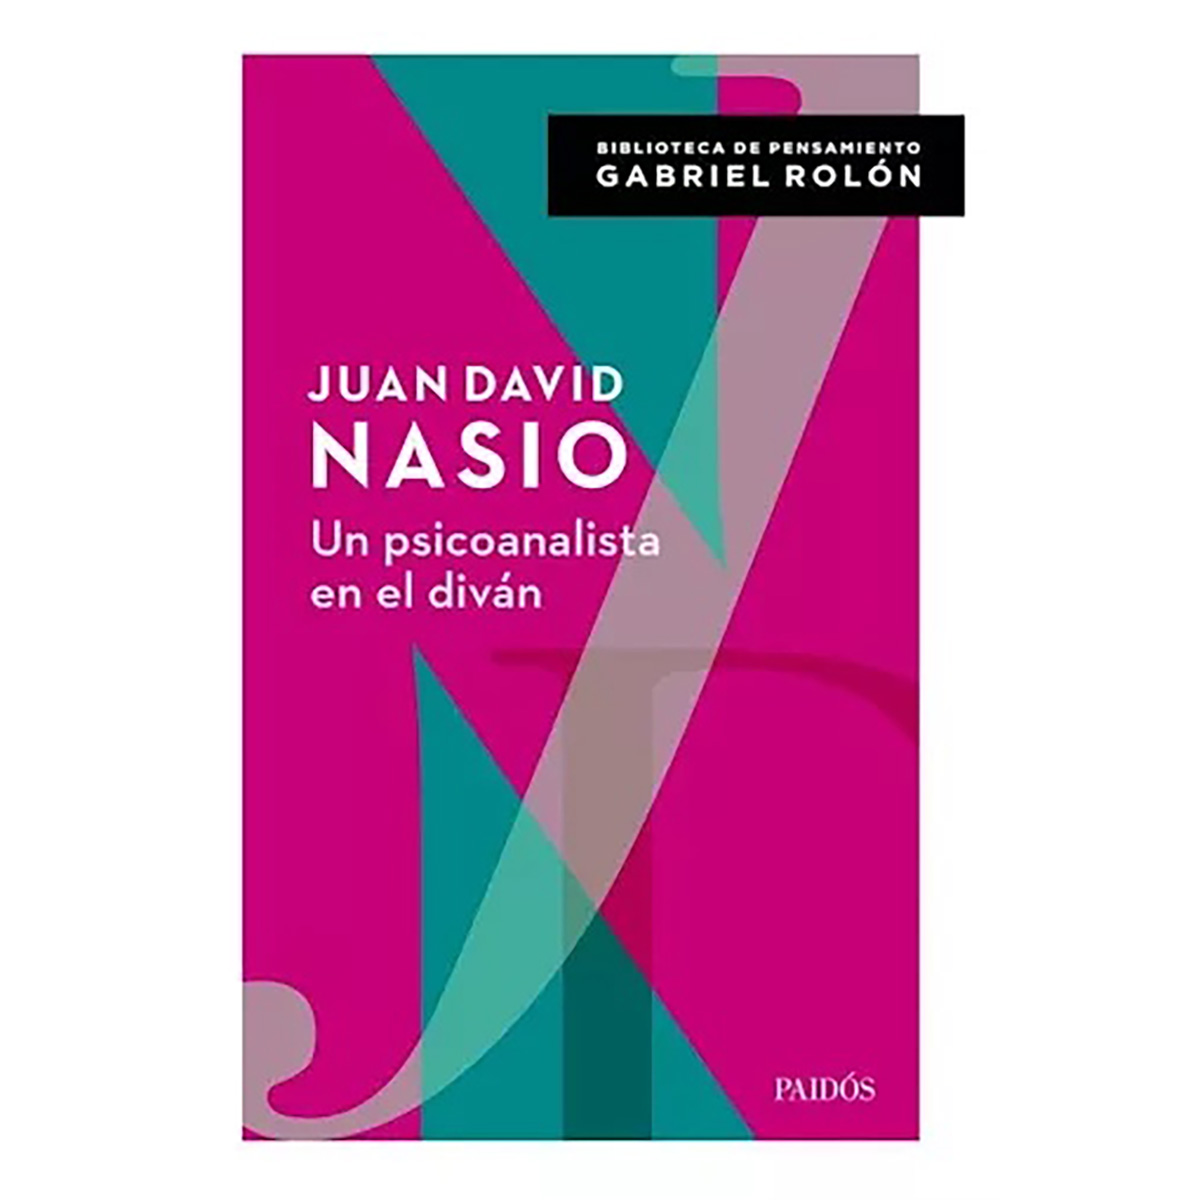 BIBLIOTECA DE PENSAMIENTO
GABRIEL ROLÓN
JUAN DAVID
NASIO
Un psicoanalista
en el diván
PAIDÓS